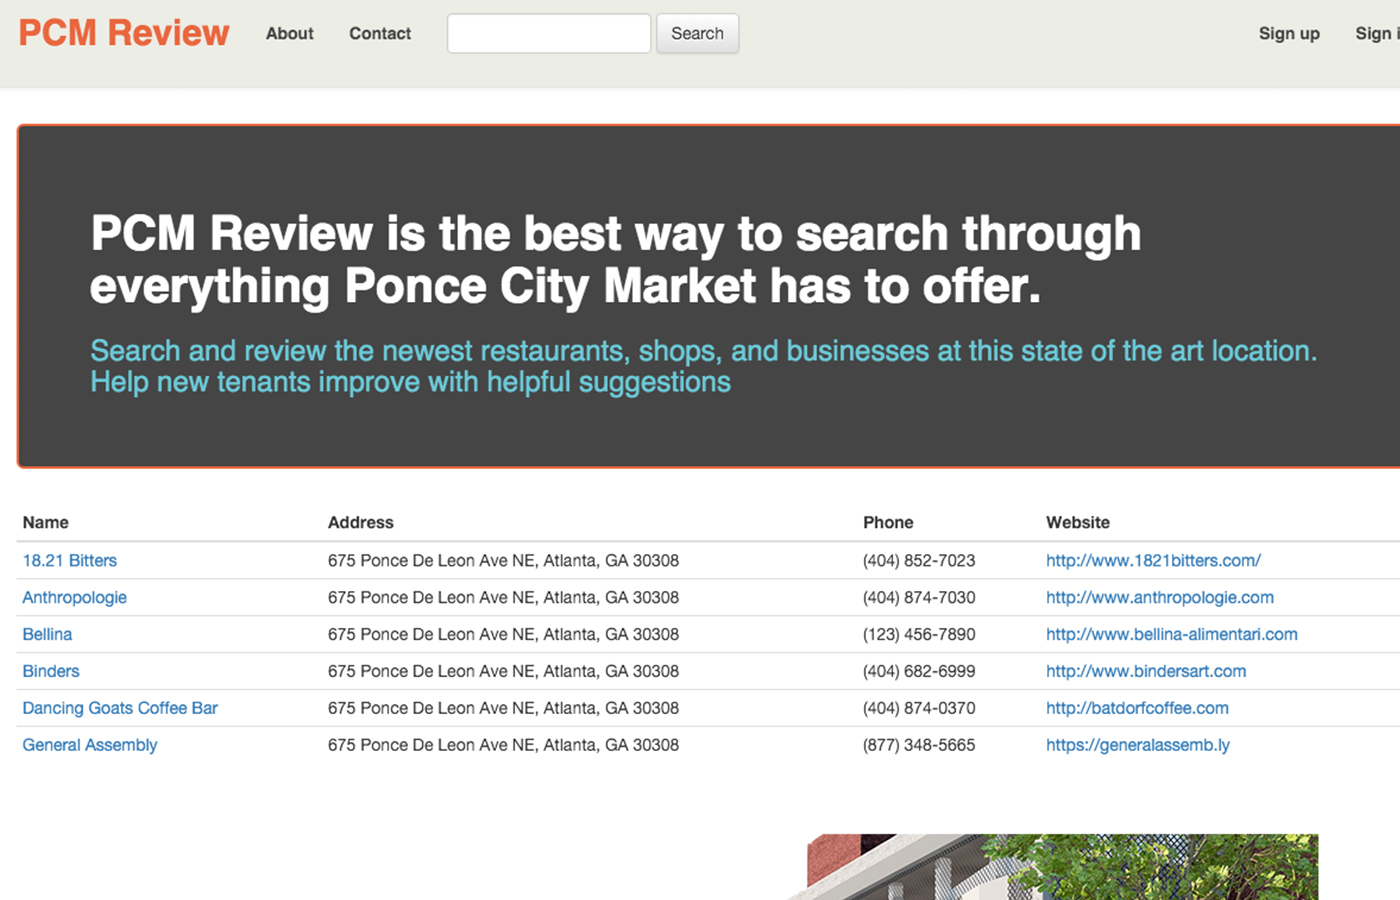 PCM Review About Contact Search Sign up Sign i
PCM Review is the best way to search through
everything Ponce City Market has to offer.
Search and review the newest restaurants, shops, and businesses at this state of the art location.
Help new tenants improve with helpful suggestions
Name Address Phone Website
18.21 Bitters 675 Ponce De Leon Ave NE, Atlanta, GA 30308 (404) 852-7023 http://www.1821bitters.com/
Anthropologie 675 Ponce De Leon Ave NE, Atlanta, GA 30308 (404) 874-7030 http://www.anthropologie.com
Bellina 675 Ponce De Leon Ave NE, Atlanta, GA 30308 (123) 456-7890 http://www.bellina-alimentari.com
Binders 675 Ponce De Leon Ave NE, Atlanta, GA 30308 (404) 682-6999 http://www.bindersart.com
Dancing Goats Coffee Bar 675 Ponce De Leon Ave NE, Atlanta, GA 30308 (404) 874-0370 http://batdorfcoffee.com
General Assembly 675 Ponce De Leon Ave NE, Atlanta, GA 30308 (877) 348-5665 https://generalassemb.ly